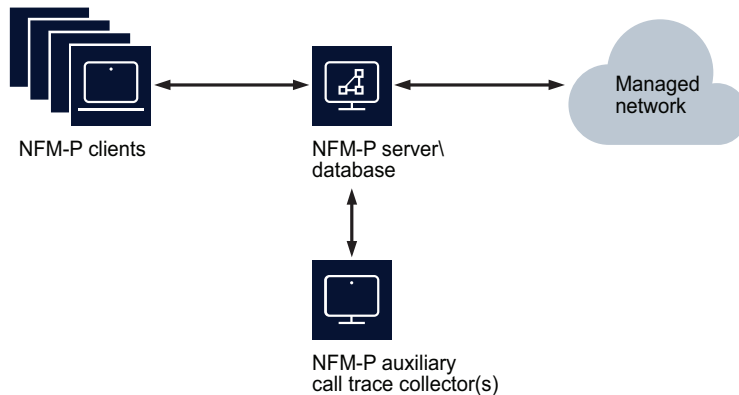 Managed
network
NFM-P clients
NFM-P server\
database
NFM-P auxiliary
call trace collector(s)